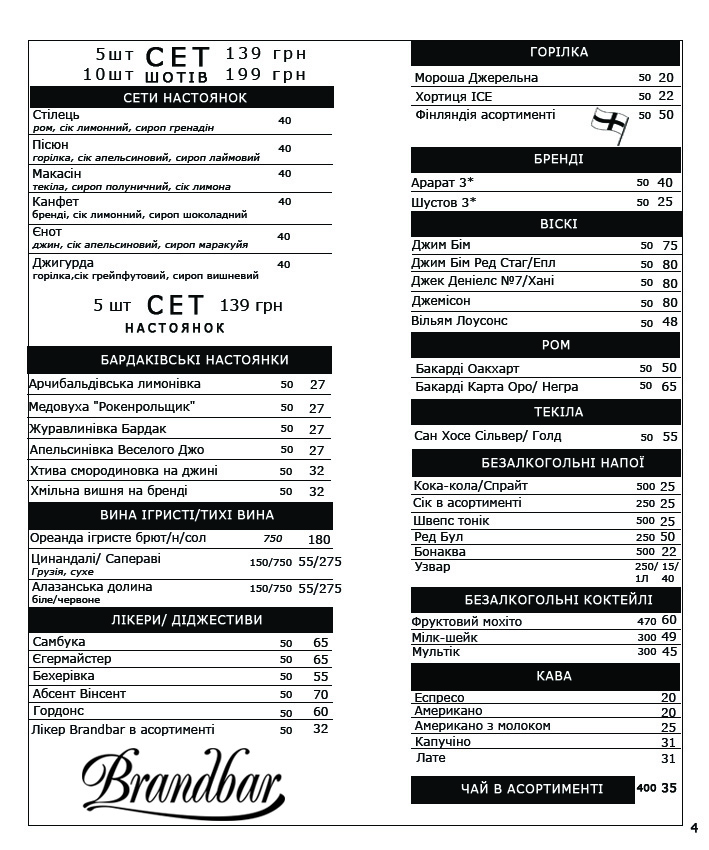 5шт СЕТ 139 грн
10шт ШОТІВ 199 грн
СЕТИ НАСТОЯНОК
Стілець 40
ром, сік лимонний, сироп гренадін
Пісюн 40
горілка, сік апельсиновий, сироп лаймовий
Макасін 40
текіла, сироп полуничний, сік лимона
Канфет 40
бренді, сік лимонний, сироп шоколадний
Єнот 40
джин, сік апельсиновий, сироп маракуйя
Джигурда 40
горілка,сік грейпфутовий, сироп вишневий
5 шт СЕТ 139 грн
НАСТОЯНОК
БАРДАКІВСЬКІ НАСТОЯНКИ
Арчибальдівська лимонівка 50 27
Медовуха "Рокенрольщик" 50 27
Журавлинівка Бардак 50 27
Апельсинівка Веселого Джо 50 27
Хтива смородиновка на джині 50 32
Хмільна вишня на бренді 50 32
ВИНА ІГРИСТІ/ТИХІ ВИНА
Ореанда ігристе брют/н/сол 750 180
Цинандалі/ Сапераві 150/750 55/275
Грузія, сухе
Алазанська долина 150/750 55/275
біле/червоне
ЛІКЕРИ/ ДІДЖЕСТИВИ
Самбука 50 65
Єгермайстер 50 65
Бехерівка 50 55
Абсент Вінсент 50 70
Гордонс 50 60
Лікер Brandbar в асортименті 50 32
Brandbar
ГОРІЛКА
Мороша Джерельна 50 20
Хортиця ICE 50 22
Фінляндія асортименті 50 50
БРЕНДІ
Арарат 3* 50 40
Шустов 3* 50 25
ВІСКІ
Джим Бім 50 75
Джим Бім Ред Стаг/Епл 50 80
Джек Деніелс №7/Хані 50 80
Джемісон 50 80
Вільям Лоусонс 50 48
РОМ
Бакарді Оакхарт 50 50
Бакарді Карта Оро/ Негра 50 65
ТЕКІЛА
Сан Хосе Сільвер/ Голд 50 55
БЕЗАЛКОГОЛЬНІ НАПОЇ
Кока-кола/Спрайт 500 25
Сік в асортименті 250 25
Швепс тонік 500 25
Ред Бул 250 50
Бонаква 500 22
Узвар 250/ 15/
1Л 40
БЕЗАЛКОГОЛЬНІ КОКТЕЙЛІ
Фруктовий мохіто 470 60
Мілк-шейк 300 49
Мультік 300 45
КАВА
Еспресо 20
Американо 20
Американо з молоком 25
Капучіно 31
Лате 31
ЧАЙ В АСОРТИМЕНТІ 400 35
4